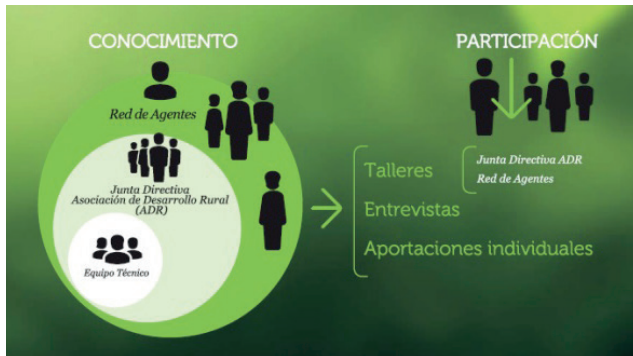 CONOCIMIENTO
Red de Agentes
Junta Directiva
Asociación de Desarrollo Rural
(ADR)
Equipo Técnico
PARTICIPACIÓN
Talleres
Junta Directiva ADR
Red de Agentes
Entrevistas
Aportaciones individuales